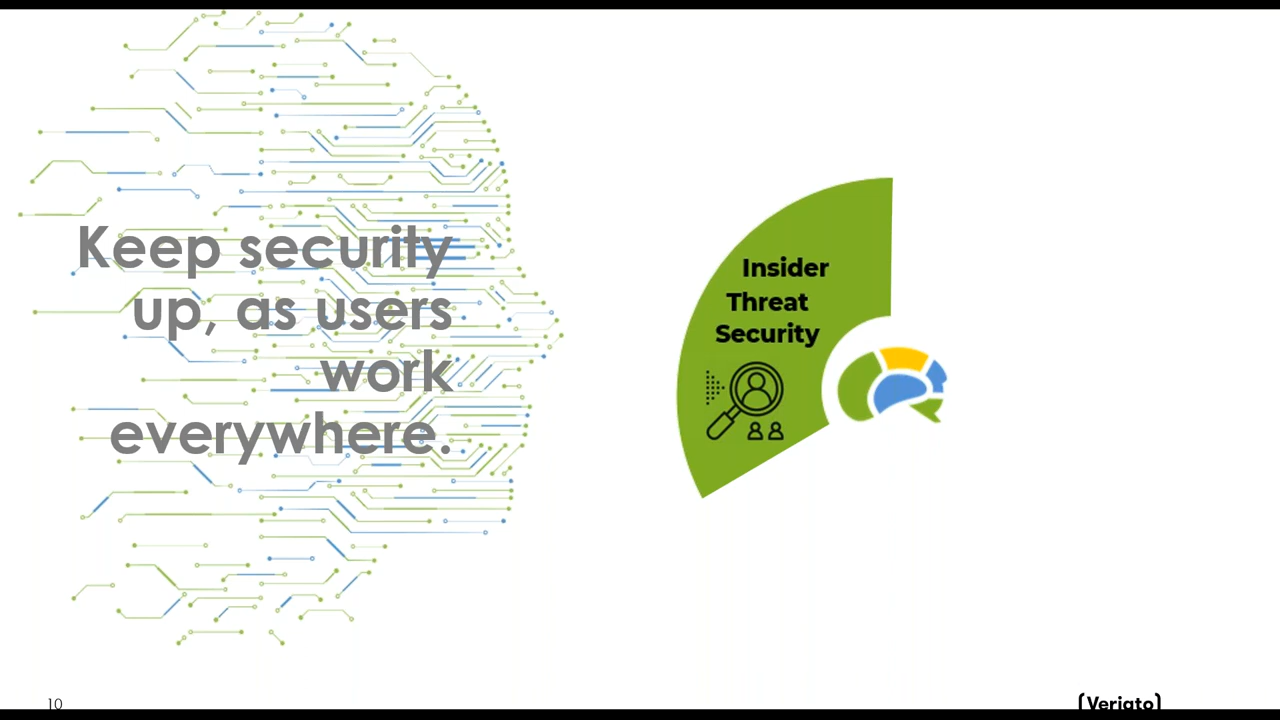 Keep security
up, as users
work
everywhere.
Insider
Threat
Security
10
Veriato